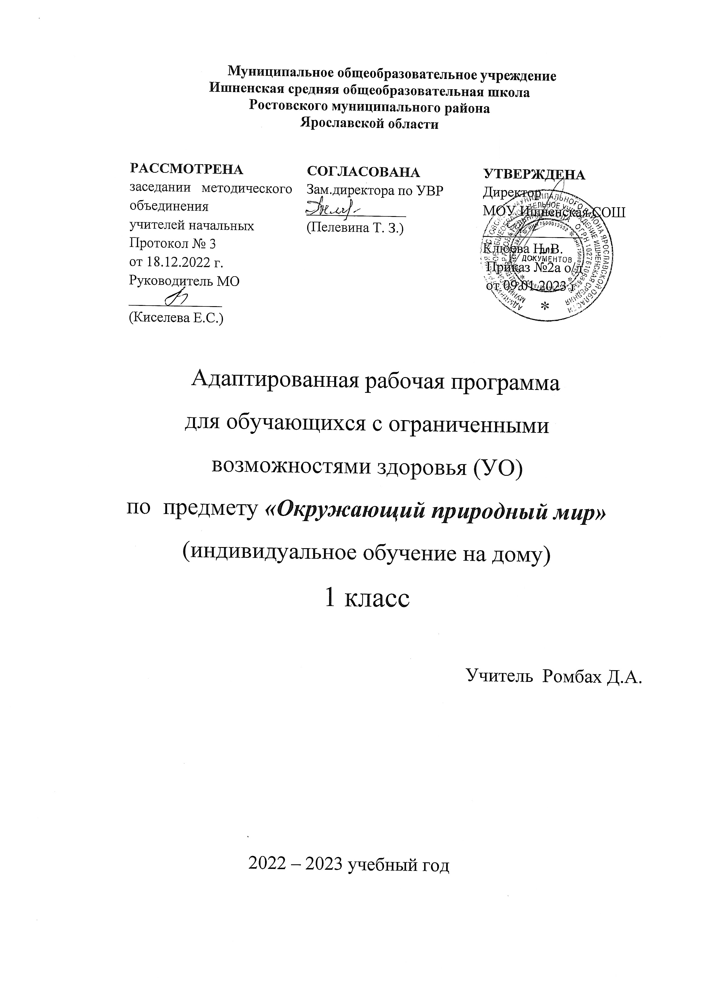 Муниципальное общеобразовательное учреждение
Ишненская средняя общеобразовательная школа
Ростовского муниципального района
Ярославской области
РАССМОТРЕНА
заседании методического
объединения
учителей начальных
Протокол № 3
от 18.12.2022 г.
Руководитель МО
(Киселева Е.С.)
СОГЛАСОВАНА
Зам.директора по УВР
(Пелевина Т. З.)
УТВЕРЖДЕНА
Директор
МОУ Ишненская СОШ
Клюева Н. В.
Приказ №2а о/д
от 09.01.2023 г
ДЛЯ
ДОКУМЕНТОВ
Адаптированная рабочая программа
для обучающихся с ограниченными
возможностями здоровья (УО)
по предмету «Окружающий природный мир»
(индивидуальное обучение на дому)
1 класс
Учитель Ромбах Д.А.
2022 – 2023 учебный год